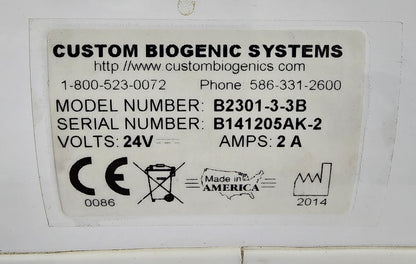 CUSTOM BIOGENIC SYSTEMS
http //www.custombiogenics.com
1-800-523-0072 Phone 586-331-2600
MODEL NUMBER: B2301-3-3B
SERIAL NUMBER: B141205AK-2
VOLTS: 24V AMPS: 2 A
CE
0086
Made in
AMERICA
2014